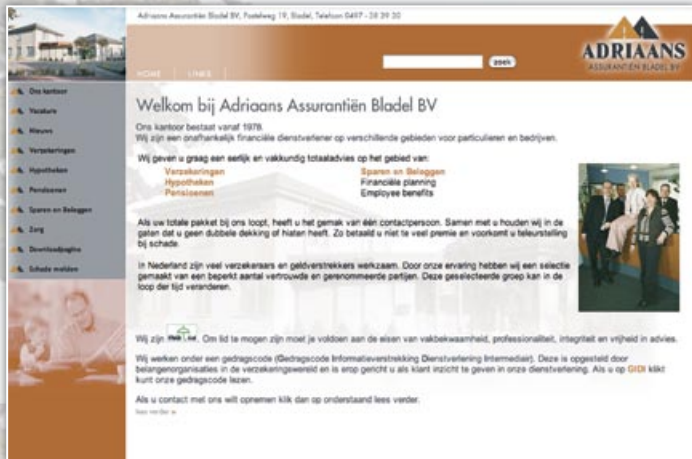 Adriaans Assurantiën Bladel BV, Postelweg 19, Bladel, Telefoon 0497 - 38 39 20
ADRIAANS
ASSURANTIËN BLADEL BV
zoek
HOME
LINKS
Ons kantoor
Vacature
Nieuws
Verzekeringen
Hypotheken
Pensioenen
Sparen en Beleggen
Zorg
Downloadpagina
Schade melden
Welkom bij Adriaans Assurantiën Bladel BV
Ons kantoor bestaat vanaf 1978.
Wij zijn een onafhankelijk financiële dienstverlener op verschillende gebieden voor particulieren en bedrijven.
Wij geven u graag een eerlijk en vakkundig totaaladvies op het gebied van:
Verzekeringen
Sparen en Beleggen
Hypotheken
Financiële planning
Pensioenen
Employee benefits
Als uw totale pakket bij ons loopt, heeft u het gemak van één contactpersoon. Samen met u houden wij in de
gaten dat u geen dubbele dekking of hiaten heeft. Zo betaald u niet te veel premie en voorkomt u teleurstelling
bij schade.
In Nederland zijn veel verzekeraars en geldverstrekkers werkzaam. Door onze ervaring hebben wij een selectie
gemaakt van een beperkt aantal vertrouwde en gerenommeerde partijen. Deze geselecteerde groep kan in de
loop der tijd veranderen.
Wij zijn . Om lid te mogen zijn moet je voldoen aan de eisen van vakbekwaamheid, professionaliteit, integriteit en vrijheid in advies.
Wij werken onder een gedragscode (Gedragscode Informatieverstrekking Dienstverlening Intermediair). Deze is opgesteld door
belangenorganisaties in de verzekeringswereld en is erop gericht u als klant inzicht te geven in onze dienstverlening. Als u op GIDI klikt
kunt onze gedragscode lezen.
Als u contact met ons wilt opnemen klik dan op onderstaand lees verder.
lees verder